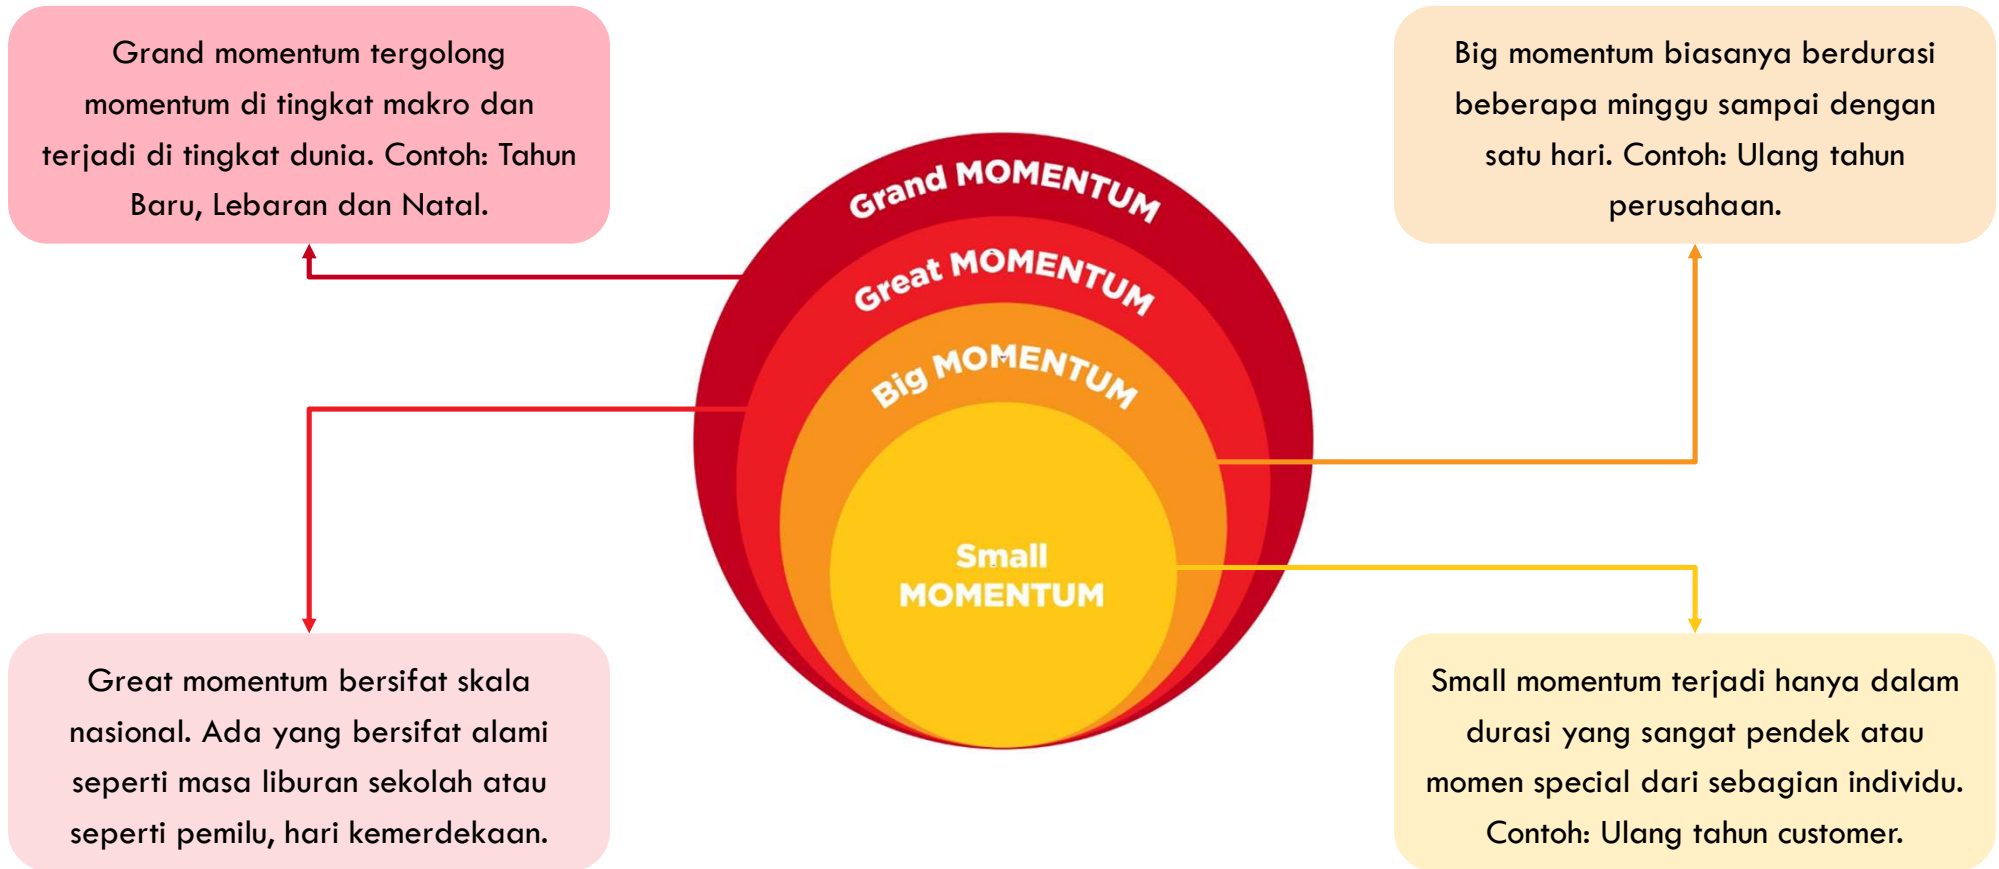 Grand momentum tergolong
momentum di tingkat makro dan
terjadi di tingkat dunia. Contoh: Tahun
Baru, Lebaran dan Natal.
Big momentum biasanya berdurasi
beberapa minggu sampai dengan
satu hari. Contoh: Ulang tahun
perusahaan.
Grand MOMENTUM
Great MOMENTUM
Big MOMENTUM
Small
MOMENTUM
Great momentum bersifat skala
nasional. Ada yang bersifat alami
seperti masa liburan sekolah atau
seperti pemilu, hari kemerdekaan.
Small momentum terjadi hanya dalam
durasi yang sangat pendek atau
momen special dari sebagian individu.
Contoh: Ulang tahun customer.